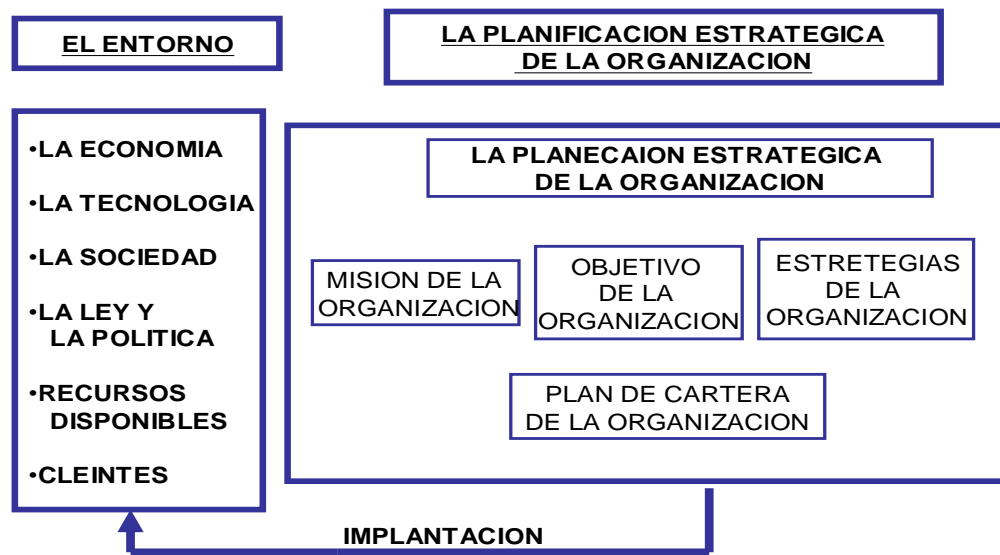 EL ENTORNO
LA PLANIFICACION ESTRATEGICA
DE LA ORGANIZACION
•LA ECONOMIA
•LA TECNOLOGIA
•LA SOCIEDAD
•LA LEY Y
LA POLITICA
•RECURSOS
DISPONIBLES
•CLEINTES
LA PLANECAION ESTRATEGICA
DE LA ORGANIZACION
MISION DE LA
ORGANIZACION
OBJETIVO
DE LA
ORGANIZACION
ESTRETEGIAS
DE LA
ORGANIZACION
PLAN DE CARTERA
DE LA ORGANIZACION
IMPLANTACION